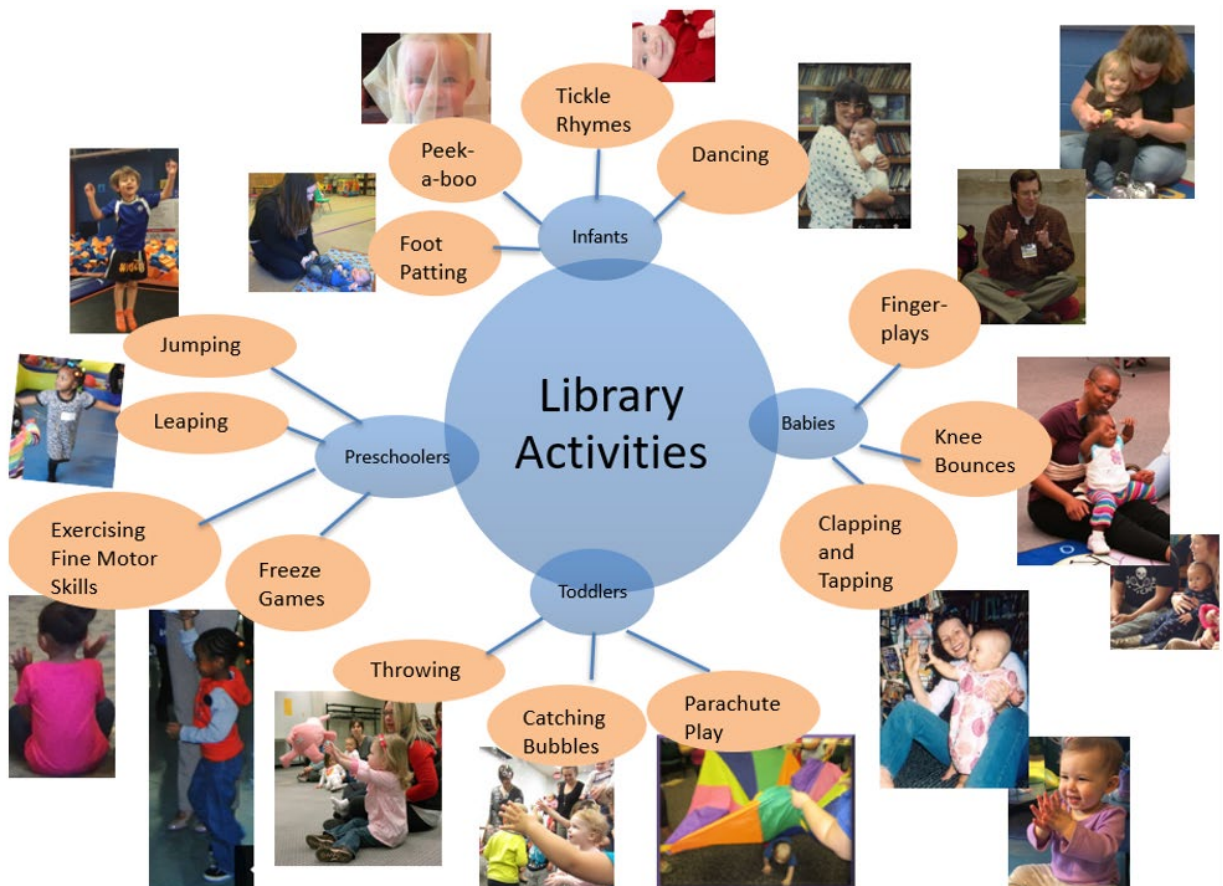 Library
Activities
Infants
Foot
Patting
Peek-
a-boo
Tickle
Rhymes
Dancing
Babies
Finger-
plays
Knee
Bounces
Clapping
and
Tapping
Toddlers
Parachute
Play
Catching
Bubbles
Throwing
Preschoolers
Freeze
Games
Exercising
Fine Motor
Skills
Leaping
Jumping